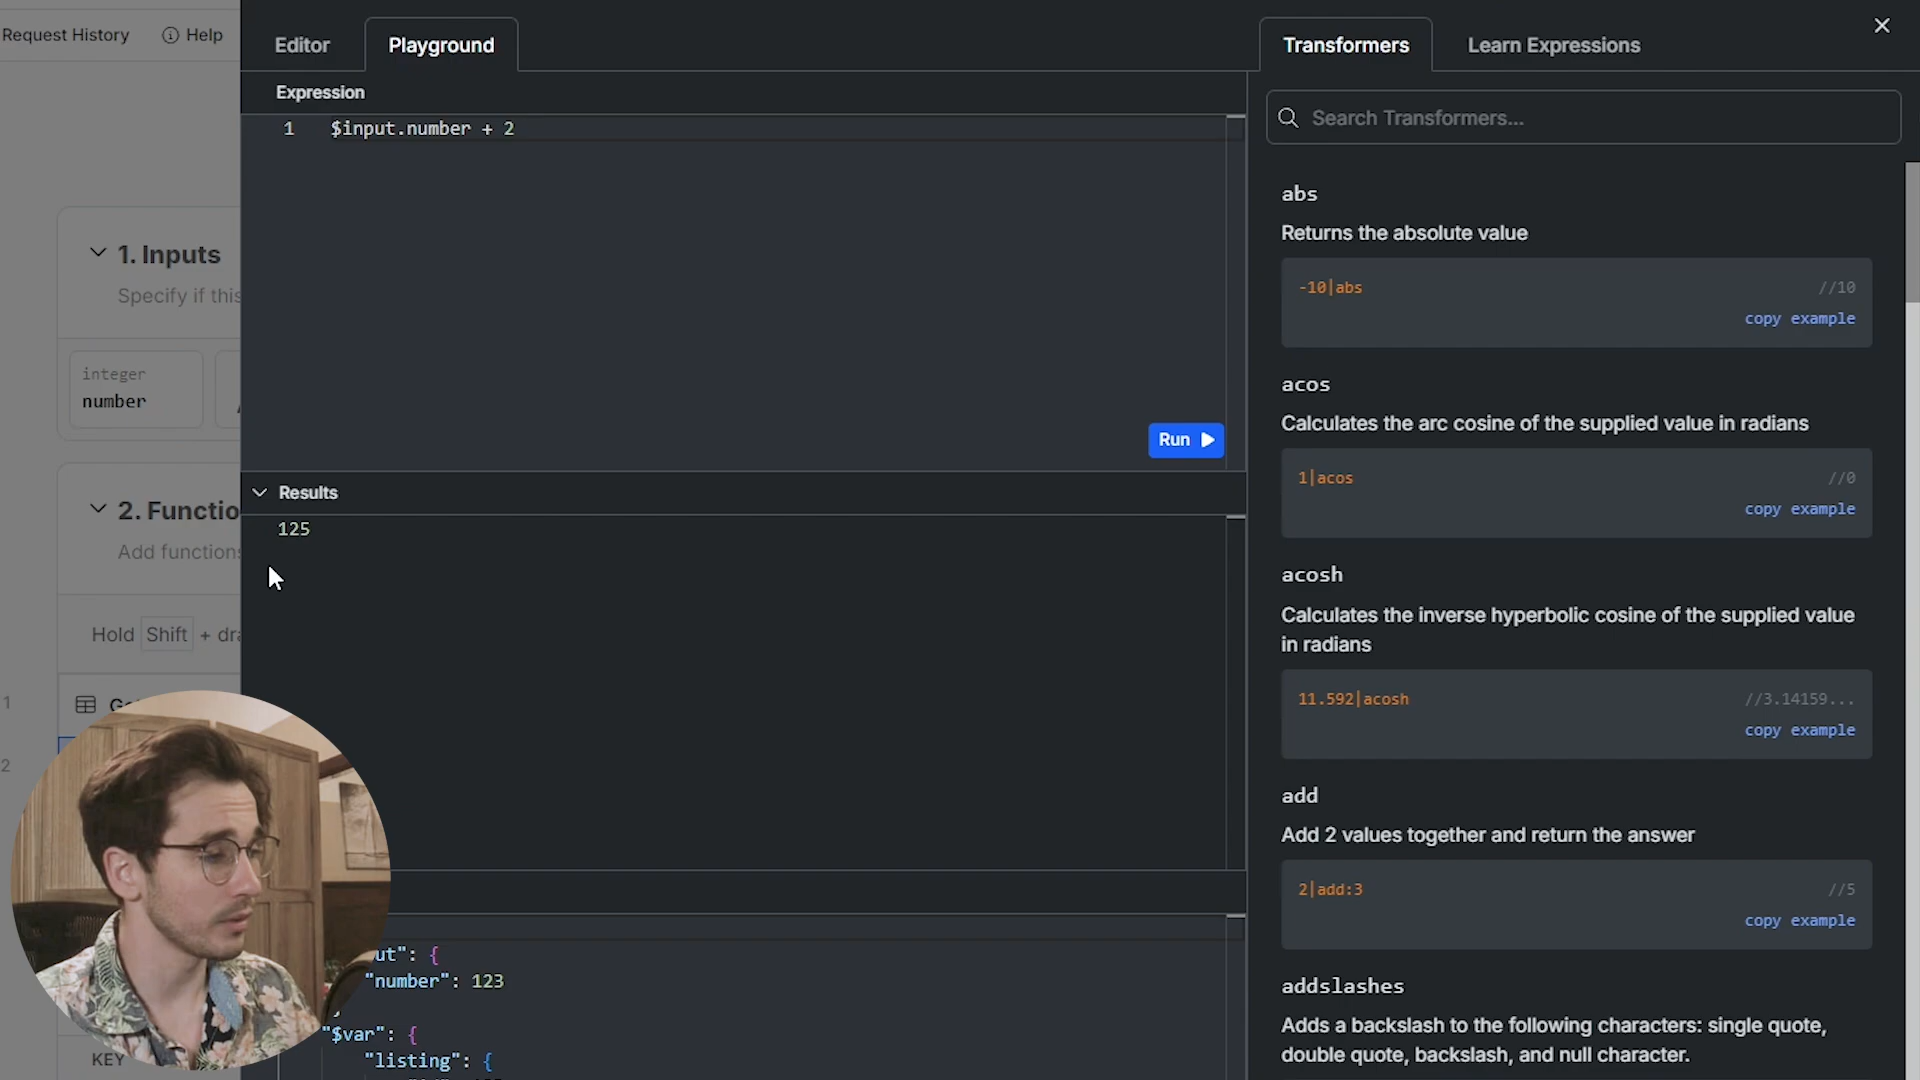 Request History
Help
Editor
Playground
Transformers
Learn Expressions
Expression
1 $input.number + 2
Search Transformers...
abs
Returns the absolute value
-10|abs //10
copy example
1. Inputs
Specify if this
integer
number
acos
Calculates the arc cosine of the supplied value in radians
1|acos //0
copy example
Run
Results
125
2. Functio
Add functions
Hold Shift + dra
acosh
Calculates the inverse hyperbolic cosine of the supplied value
in radians
11.592|acosh //3.14159...
copy example
1
2
add
Add 2 values together and return the answer
2|add:3 //5
copy example
ut": {
"number": 123
"$var": {
"listing": {
KEY
addslashes
Adds a backslash to the following characters: single quote,
double quote, backslash, and null character.